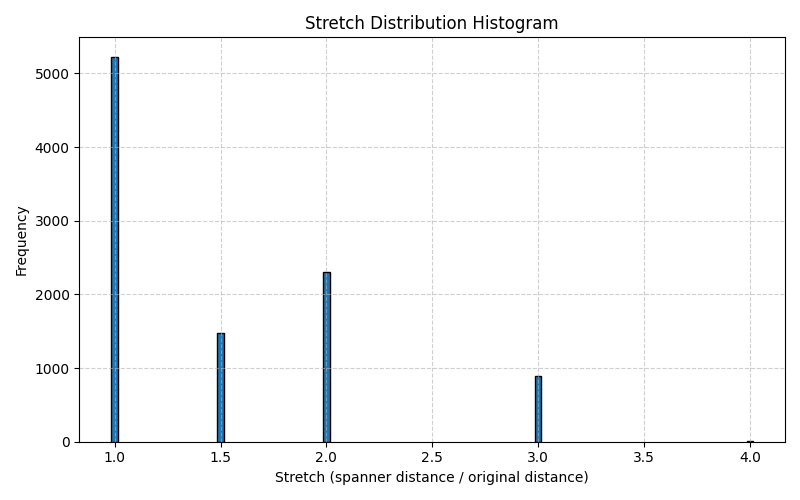 Stretch Distribution Histogram
Frequency
5000
4000
3000
2000
1000
0
1.0 1.5 2.0 2.5 3.0 3.5 4.0
Stretch (spanner distance / original distance)